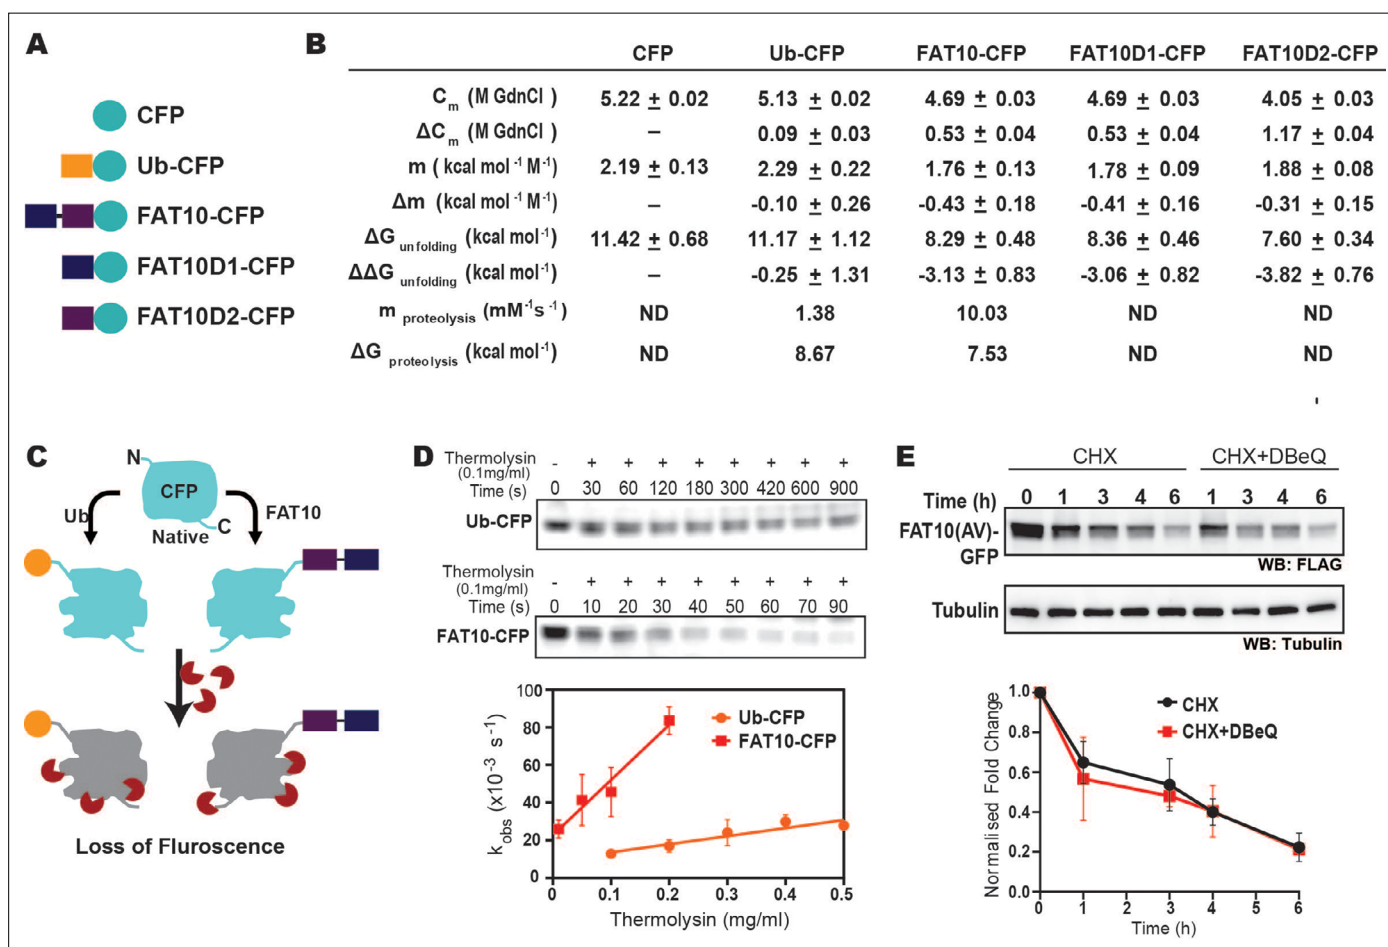 A
CFP
Ub-CFP
FAT10-CFP
FAT10D1-CFP
FAT10D2-CFP
B
CFP Ub-CFP FAT10-CFP FAT10D1-CFP FAT10D2-CFP
Cm (M GdnCl) 5.22 ± 0.02 5.13 ± 0.02 4.69 ± 0.03 4.69 ± 0.03 4.05 ± 0.03
ΔCm (M GdnCl) – 0.09 ± 0.03 0.53 ± 0.04 0.53 ± 0.04 1.17 ± 0.04
m ( kcal mol⁻¹ M⁻¹) 2.19 ± 0.13 2.29 ± 0.22 1.76 ± 0.13 1.78 ± 0.09 1.88 ± 0.08
Δm (kcal mol⁻¹ M⁻¹) – -0.10 ± 0.26 -0.43 ± 0.18 -0.41 ± 0.16 -0.31 ± 0.15
ΔG unfolding (kcal mol⁻¹) 11.42 ± 0.68 11.17 ± 1.12 8.29 ± 0.48 8.36 ± 0.46 7.60 ± 0.34
ΔΔG unfolding (kcal mol⁻¹) – -0.25 ± 1.31 -3.13 ± 0.83 -3.06 ± 0.82 -3.82 ± 0.76
m proteolysis (mM⁻¹s⁻¹) ND 1.38 10.03 ND ND
ΔG proteolysis (kcal mol⁻¹) ND 8.67 7.53 ND ND
C
N
CFP
C
Native
Ub
FAT10
Loss of Fluroscence
D
Thermolysin (0.1mg/ml) - + + + + + + + +
Time (s) 0 30 60 120 180 300 420 600 900
Ub-CFP
Thermolysin (0.1mg/ml) - + + + + + + + +
Time (s) 0 10 20 30 40 50 60 70 90
FAT10-CFP
kobs (x10⁻³ s⁻¹)
100
80
60
40
20
0
Ub-CFP
FAT10-CFP
0 0.1 0.2 0.3 0.4 0.5
Thermolysin (mg/ml)
E
CHX CHX+DBeQ
Time (h) 0 1 3 4 6 1 3 4 6
FAT10(AV)-
GFP
WB: FLAG
Tubulin
WB: Tubulin
Normalised Fold Change
1.0
0.8
0.6
0.4
0.2
0.0
CHX
CHX+DBeQ
0 1 2 3 4 5 6
Time (h)